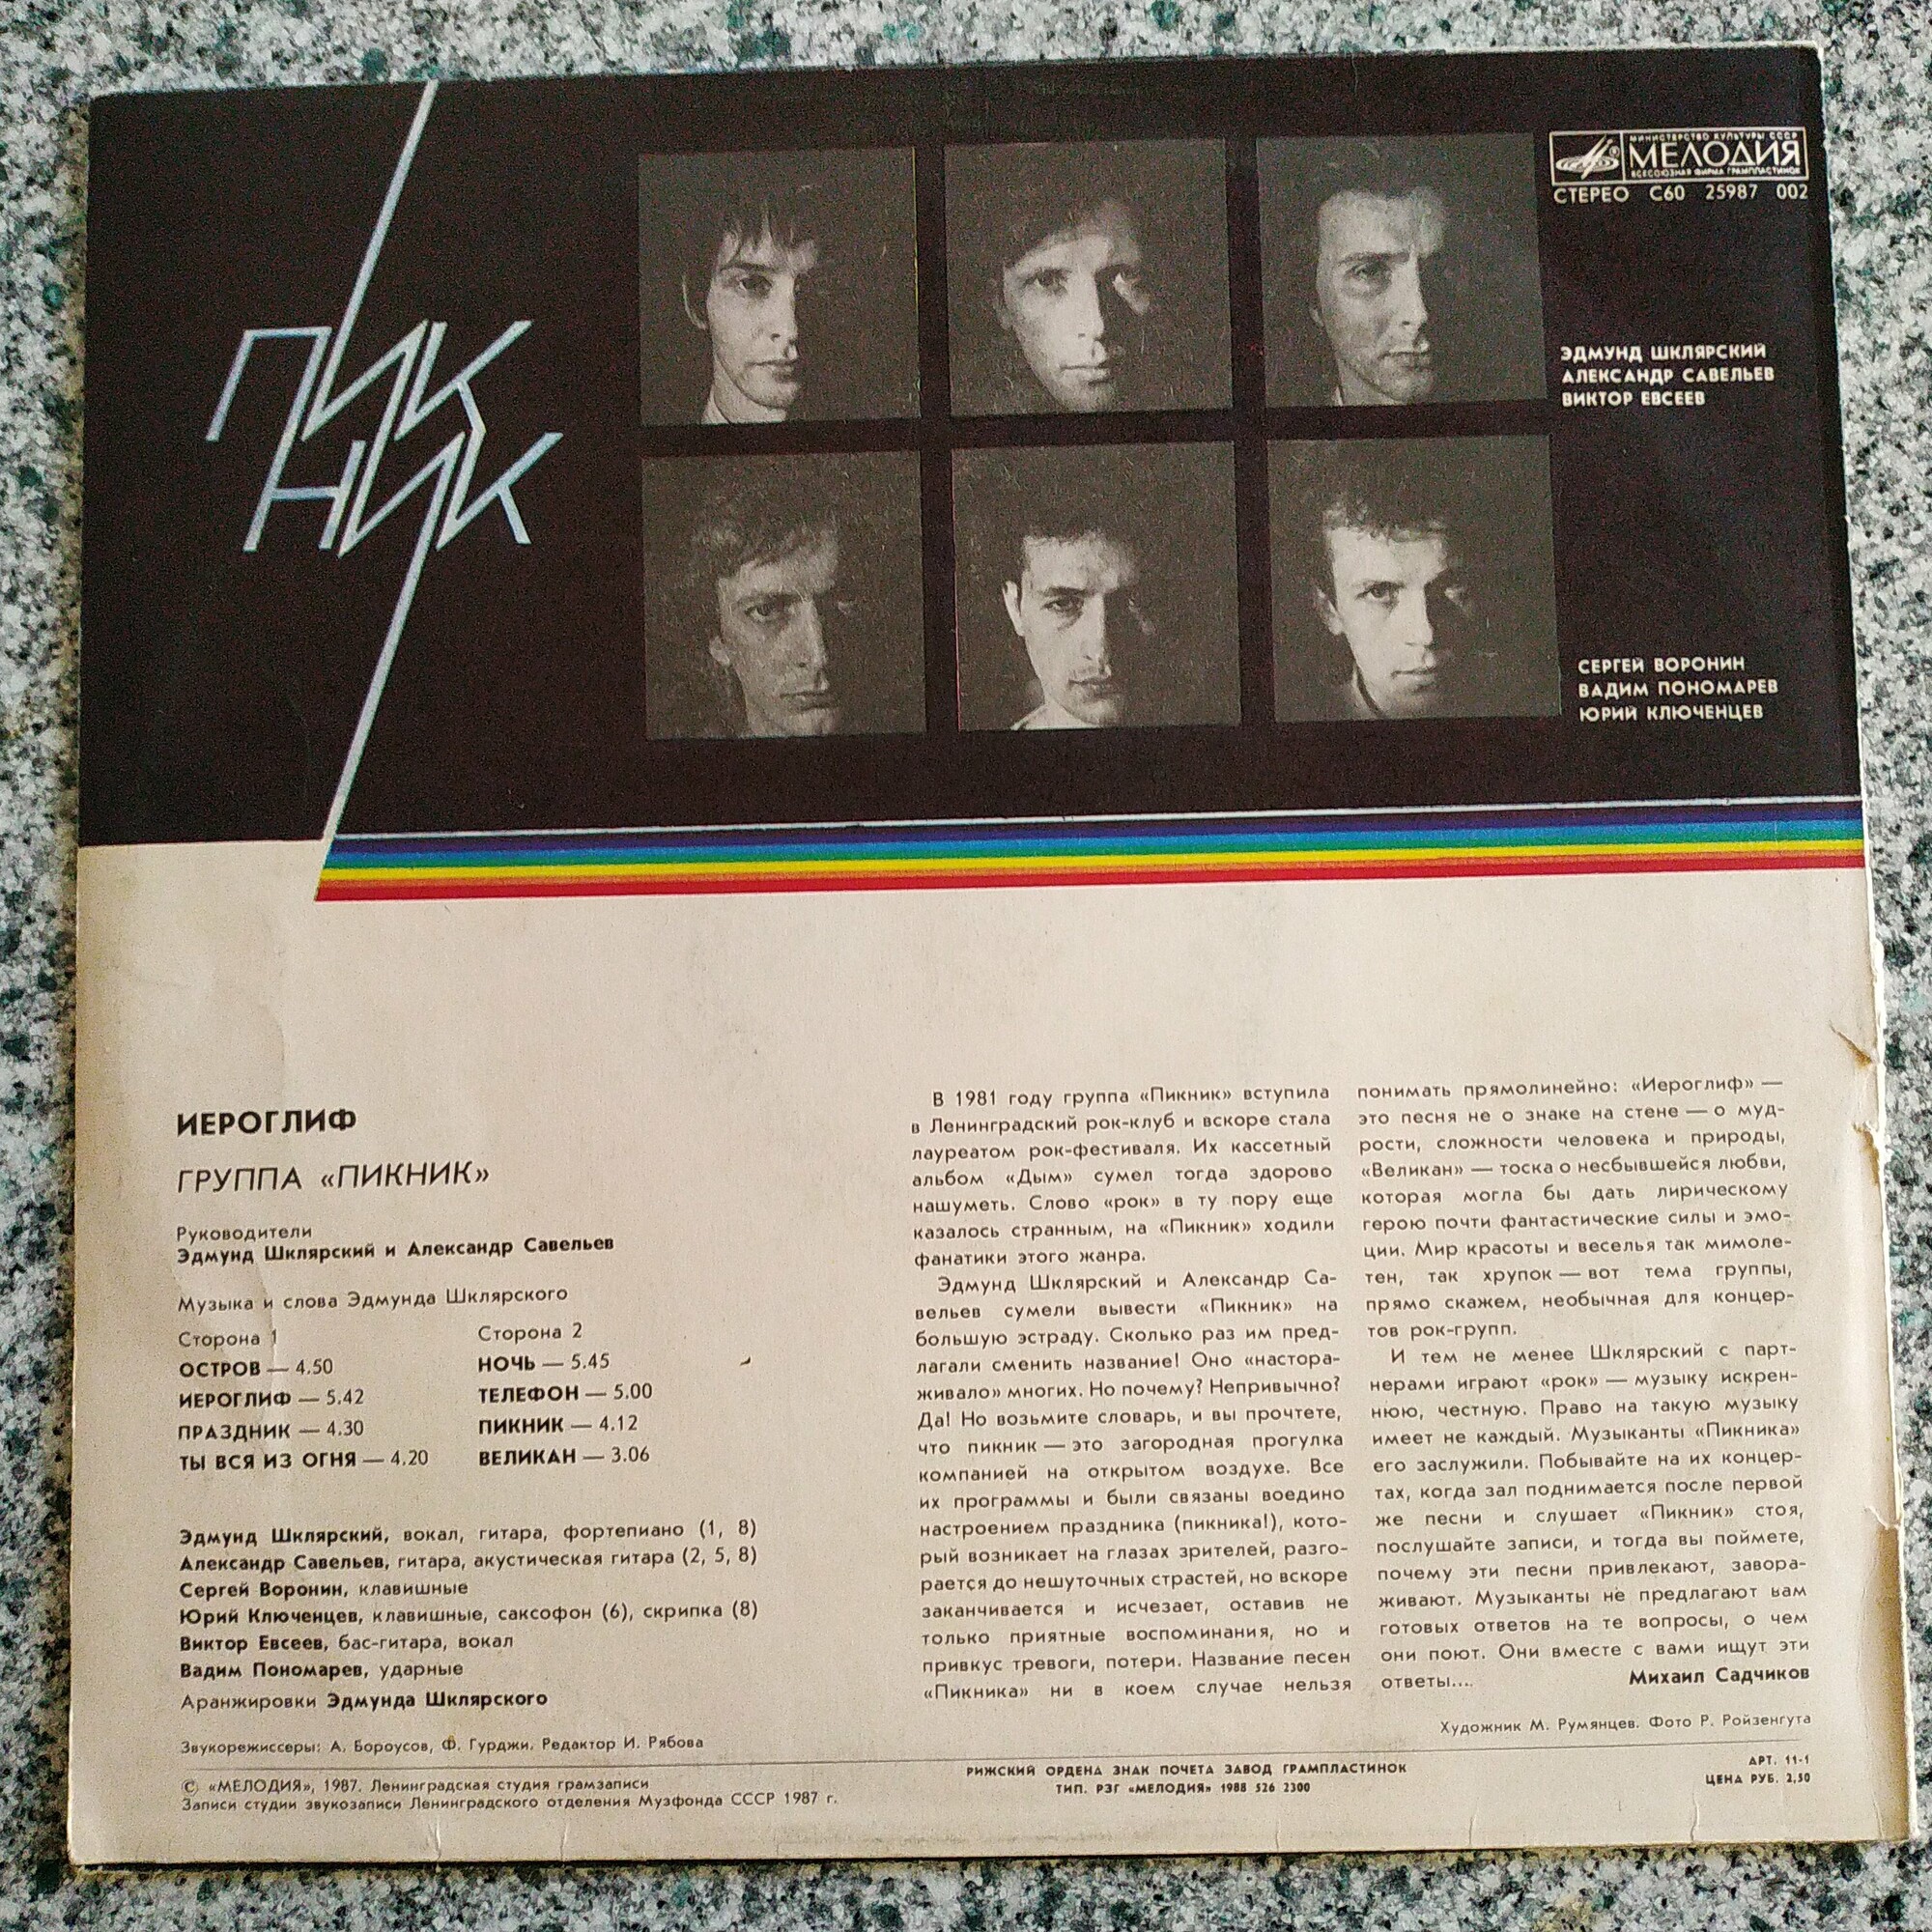 ПИК
НИК
МИНИСТЕРСТВО КУЛЬТУРЫ СССР
МЕЛОДИЯ
ВСЕСОЮЗНАЯ ФИРМА ГРАМПЛАСТИНОК
СТЕРЕО С60 25987 002
ЭДМУНД ШКЛЯРСКИЙ
АЛЕКСАНДР САВЕЛЬЕВ
ВИКТОР ЕВСЕЕВ
СЕРГЕЙ ВОРОНИН
ВАДИМ ПОНОМАРЕВ
ЮРИЙ КЛЮЧЕНЦЕВ
ИЕРОГЛИФ
ГРУППА «ПИКНИК»
Руководители
Эдмунд Шклярский и Александр Савельев
Музыка и слова Эдмунда Шклярского
Сторона 1
ОСТРОВ — 4.50
ИЕРОГЛИФ — 5.42
ПРАЗДНИК — 4.30
ТЫ ВСЯ ИЗ ОГНЯ — 4.20
Сторона 2
НОЧЬ — 5.45
ТЕЛЕФОН — 5.00
ПИКНИК — 4.12
ВЕЛИКАН — 3.06
Эдмунд Шклярский, вокал, гитара, фортепиано (1, 8)
Александр Савельев, гитара, акустическая гитара (2, 5, 8)
Сергей Воронин, клавишные
Юрий Ключенцев, клавишные, саксофон (6), скрипка (8)
Виктор Евсеев, бас-гитара, вокал
Вадим Пономарев, ударные
Аранжировки Эдмунда Шклярского
Звукорежиссеры: А. Бороусов, Ф. Гурджи. Редактор И. Рябова
В 1981 году группа «Пикник» вступила
в Ленинградский рок-клуб и вскоре стала
лауреатом рок-фестиваля. Их кассетный
альбом «Дым» сумел тогда здорово
нашуметь. Слово «рок» в ту пору еще
казалось странным, на «Пикник» ходили
фанатики этого жанра.
Эдмунд Шклярский и Александр Са-
вельев сумели вывести «Пикник» на
большую эстраду. Сколько раз им пред-
лагали сменить название! Оно «настора-
живало» многих. Но почему? Непривычно?
Да! Но возьмите словарь, и вы прочтете,
что пикник — это загородная прогулка
компанией на открытом воздухе. Все
их программы и были связаны воедино
настроением праздника (пикника!), кото-
рый возникает на глазах зрителей, разго-
рается до нешуточных страстей, но вскоре
заканчивается и исчезает, оставив не
только приятные воспоминания, но и
привкус тревоги, потери. Название песен
«Пикника» ни в коем случае нельзя
понимать прямолинейно: «Иероглиф» —
это песня не о знаке на стене — о муд-
рости, сложности человека и природы,
«Великан» — тоска о несбывшейся любви,
которая могла бы дать лирическому
герою почти фантастические силы и эмо-
ции. Мир красоты и веселья так мимоле-
тен, так хрупок — вот тема группы,
прямо скажем, необычная для концер-
тов рок-групп.
И тем не менее Шклярский с парт-
нерами играют «рок» — музыку искрен-
нюю, честную. Право на такую музыку
имеет не каждый. Музыканты «Пикника»
его заслужили. Побывайте на их концер-
тах, когда зал поднимается после первой
же песни и слушает «Пикник» стоя,
послушайте записи, и тогда вы поймете,
почему эти песни привлекают, завора-
живают. Музыканты не предлагают вам
готовых ответов на те вопросы, о чем
они поют. Они вместе с вами ищут эти
ответы....
Михаил Садчиков
Художник М. Румянцев. Фото Р. Ройзенгута
© «МЕЛОДИЯ», 1987. Ленинградская студия грамзаписи
Записи студии звукозаписи Ленинградского отделения Музфонда СССР 1987 г.
РИЖСКИЙ ОРДЕНА ЗНАК ПОЧЕТА ЗАВОД ГРАМПЛАСТИНОК
ТИП. РЗГ «МЕЛОДИЯ» 1988 526 2300
АРТ. 11-1
ЦЕНА РУБ. 2,50